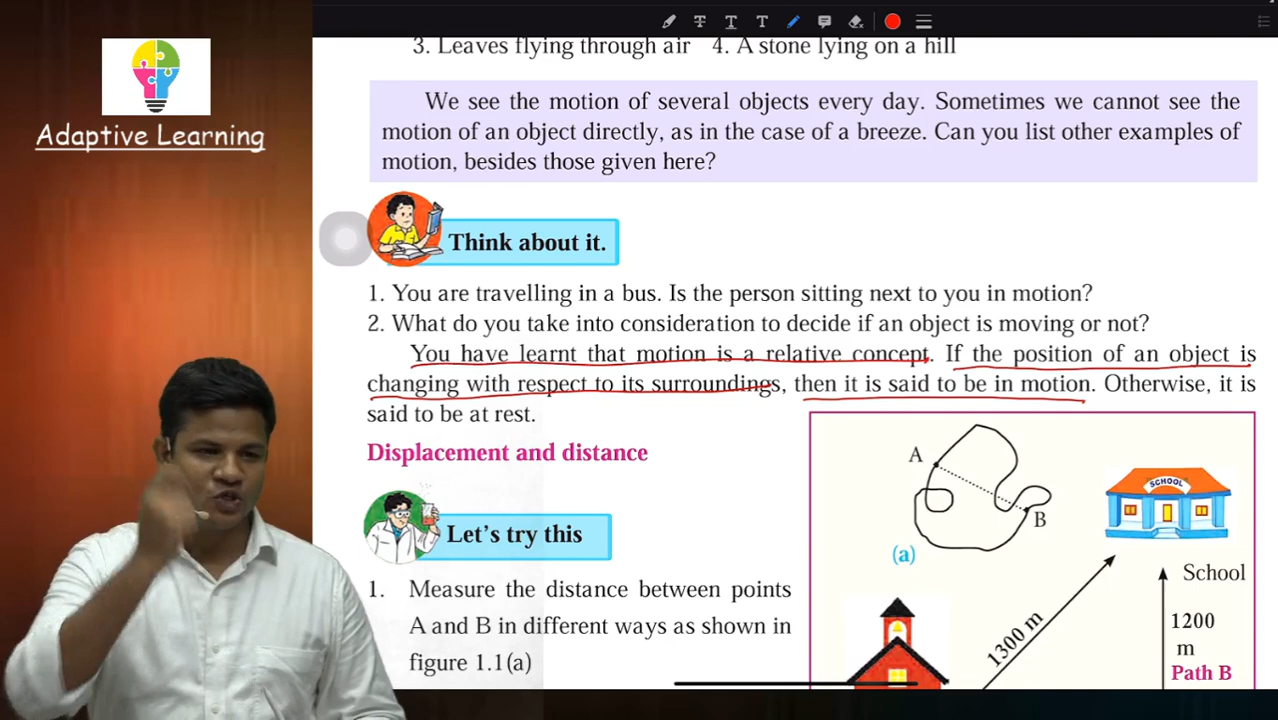 3. Leaves flying through air 4. A stone lying on a hill
Adaptive Learning
We see the motion of several objects every day. Sometimes we cannot see the
motion of an object directly, as in the case of a breeze. Can you list other examples of
motion, besides those given here?
Think about it.
1. You are travelling in a bus. Is the person sitting next to you in motion?
2. What do you take into consideration to decide if an object is moving or not?
You have learnt that motion is a relative concept. If the position of an object is
changing with respect to its surroundings, then it is said to be in motion. Otherwise, it is
said to be at rest.
Displacement and distance
Let's try this
1. Measure the distance between points
A and B in different ways as shown in
figure 1.1(a)
A
B
(a)
SCHOOL
School
1300 m
1200
m
Path B